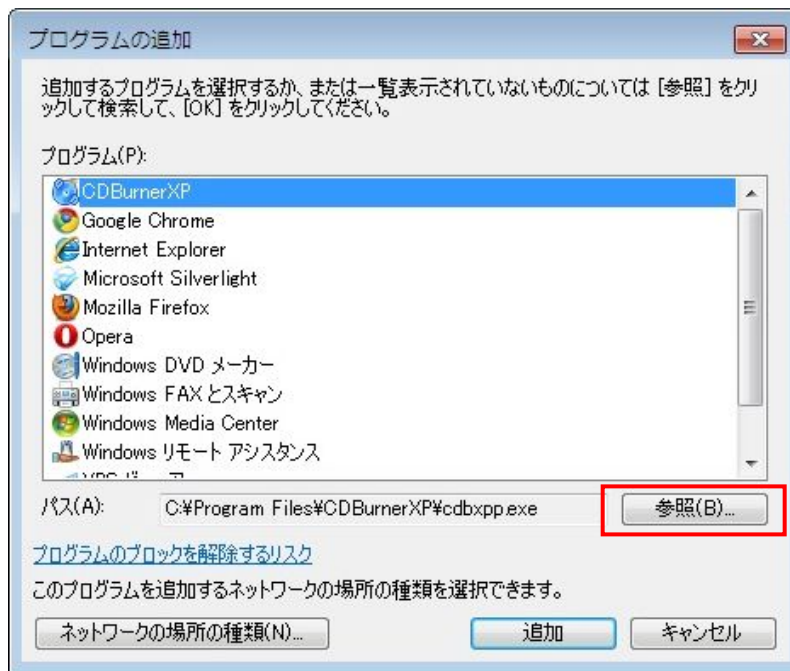 プログラムの追加
追加するプログラムを選択するか、または一覧表示されていないものについては [参照] をクリ
ックして検索して、[OK] をクリックしてください。
プログラム(P):
CDBurnerXP
Google Chrome
Internet Explorer
Microsoft Silverlight
Mozilla Firefox
Opera
Windows DVD メーカー
Windows FAX とスキャン
Windows Media Center
Windows リモート アシスタンス
パス(A): C:¥Program Files¥CDBurnerXP¥cdbxpp.exe 参照(B)...
プログラムのブロックを解除するリスク
このプログラムを追加するネットワークの場所の種類を選択できます。
ネットワークの場所の種類(N)... 追加 キャンセル